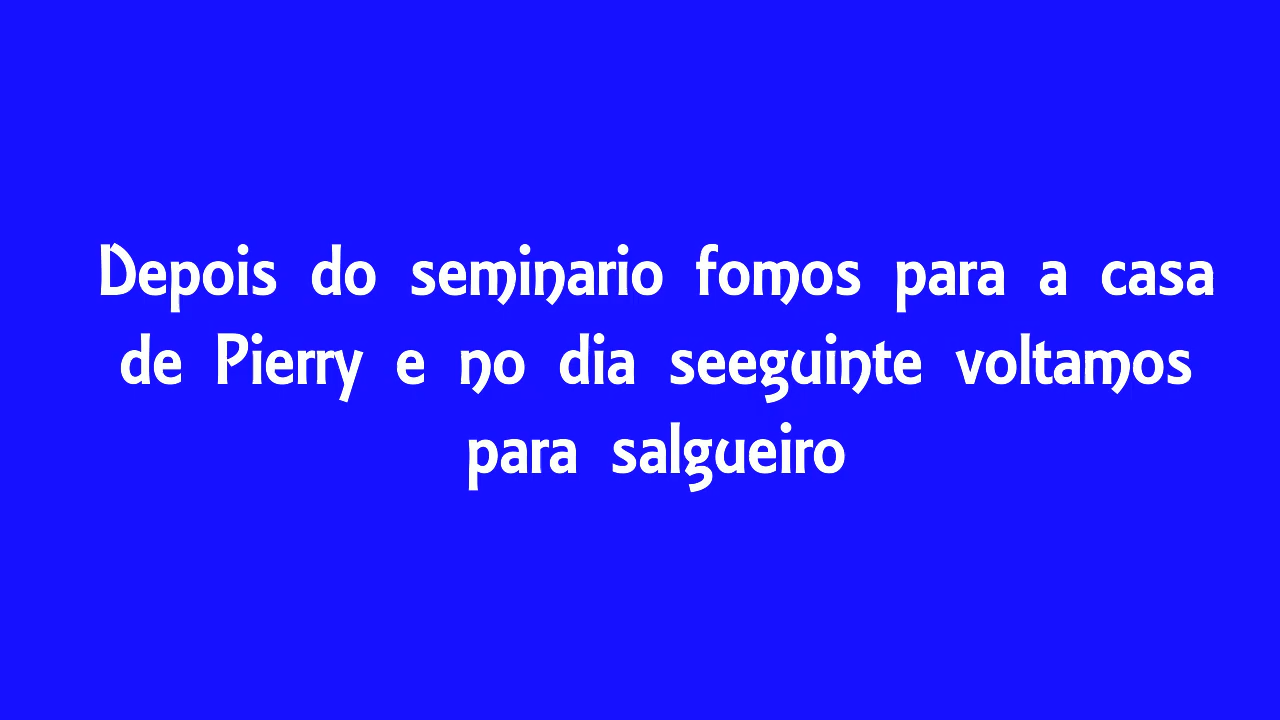 Depois do seminario fomos para a casa
de Pierry e no dia seeguinte voltamos
para salgueiro